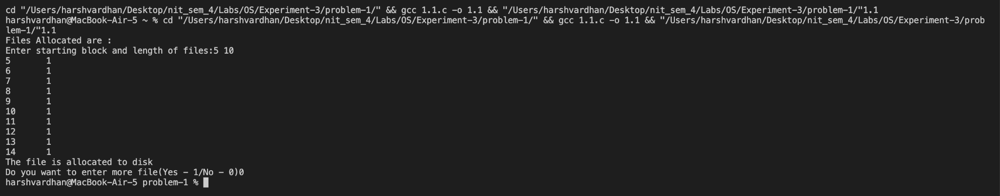 cd "/Users/harshvardhan/Desktop/nit_sem_4/Labs/OS/Experiment-3/problem-1/" && gcc 1.1.c -o 1.1 && "/Users/harshvardhan/Desktop/nit_sem_4/Labs/OS/Experiment-3/problem-1/"1.1
harshvardhan@MacBook-Air-5 ~ % cd "/Users/harshvardhan/Desktop/nit_sem_4/Labs/OS/Experiment-3/problem-1/" && gcc 1.1.c -o 1.1 && "/Users/harshvardhan/Desktop/nit_sem_4/Labs/OS/Experiment-3/prob
lem-1/"1.1
Files Allocated are :
Enter starting block and length of files:5 10
5	1
6	1
7	1
8	1
9	1
10	1
11	1
12	1
13	1
14	1
The file is allocated to disk
Do you want to enter more file(Yes - 1/No - 0)0
harshvardhan@MacBook-Air-5 problem-1 %